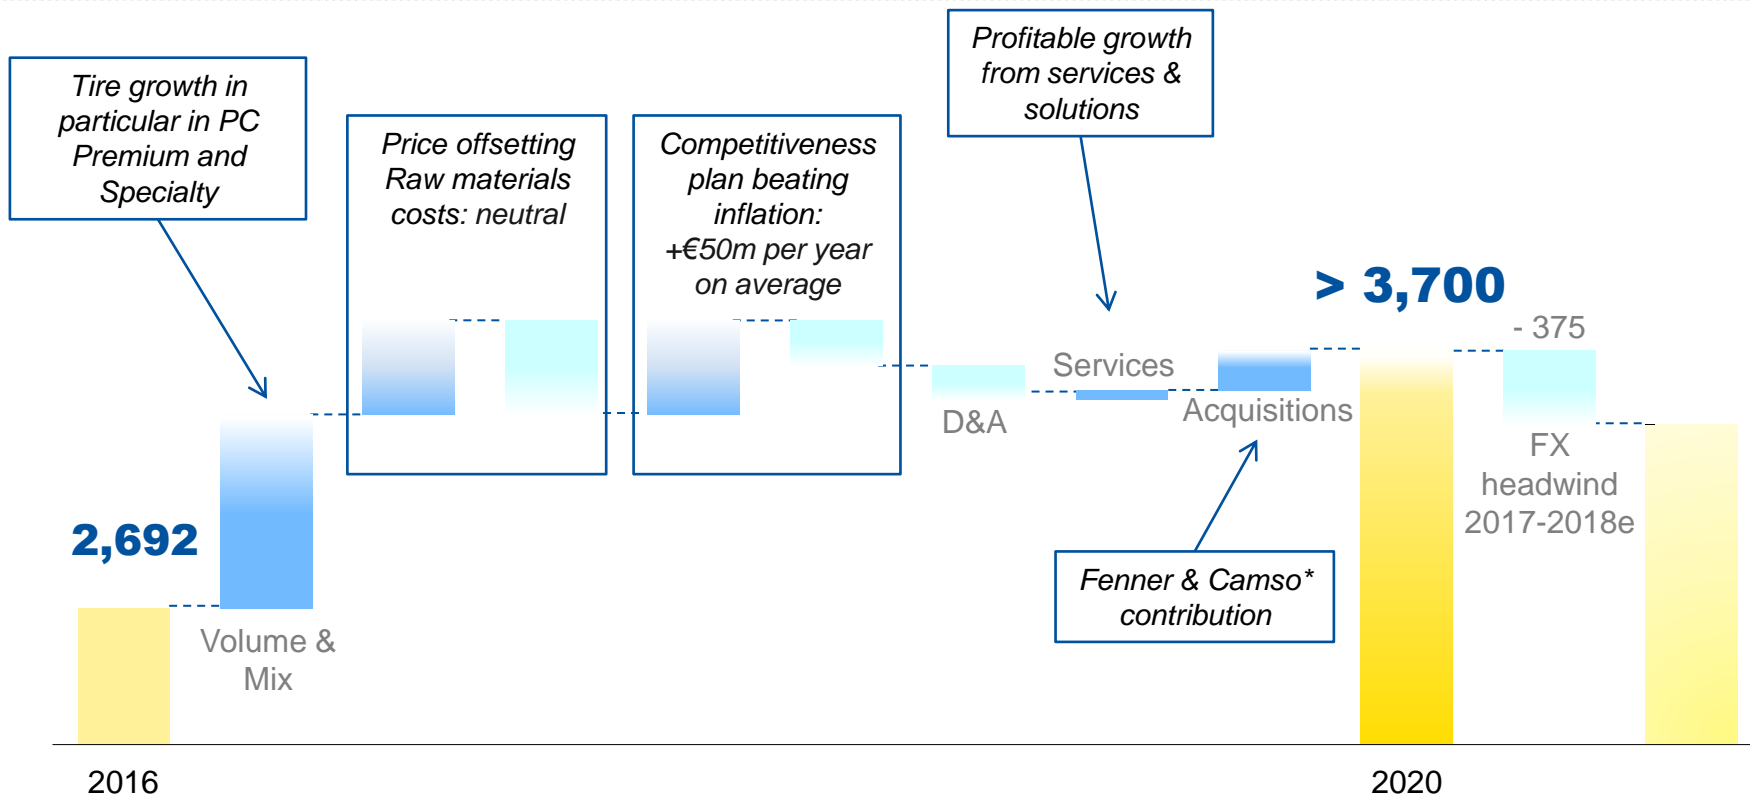 Tire growth in
particular in PC
Premium and
Specialty
Price offsetting
Raw materials
costs: neutral
Competitiveness
plan beating
inflation:
+€50m per year
on average
Profitable growth
from services &
solutions
> 3,700
- 375
Services
Acquisitions
D&A
FX
headwind
2017-2018e
2,692
Volume &
Mix
Fenner & Camso*
contribution
2016
2020